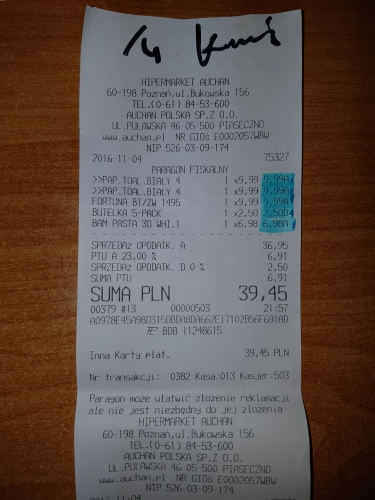 HIPERMARKET AUCHAN
60-198 Poznań,ul.Bukowska 156
TEL.(0-61) 84-53-600
AUCHAN POLSKA SP.Z O.O.
UL.PUŁAWSKA 46 05-500 PIASECZNO
www.auchan.pl NR GIOŚ E0002057WBW
NIP 526-03-09-174
2016-11-04 75327
PARAGON FISKALNY
>>PAP.TOAL.BIAŁY 4 1 x9,99 9,99A
>>PAP.TOAL.BIAŁY 4 1 x9,99 9,99A
FORTUNA BT/ZW 1495 1 x9,99 9,99A
BUTELKA 5-PACK 1 x2,50 2,50D
BAM PASTA 3D WHI.1 1 x6,98 6,98A
SPRZEDAŻ OPODATK. A 36,95
PTU A 23,00 % 6,91
SPRZEDAŻ OPODATK. D 0 % 2,50
SUMA PTU 6,91
SUMA PLN 39,45
00379 #13 00000503 21:57
BDB 11248615
Inna Karty płat. 39,45 PLN
Nr transakcji: 0382 Kasa:013 Kasjer:503
Paragon może ułatwić złożenie reklamacji
ale nie jest niezbędny do jej złożenia
HIPERMARKET AUCHAN
60-198 Poznań,ul.Bukowska 156
TEL.(0-61) 84-53-600
AUCHAN POLSKA SP.Z O.O.
UL.PUŁAWSKA 46 05-500 PIASECZNO
www.auchan.pl NR GIOŚ E0002057WBW
NIP 526-03-09-174
2016-11-04